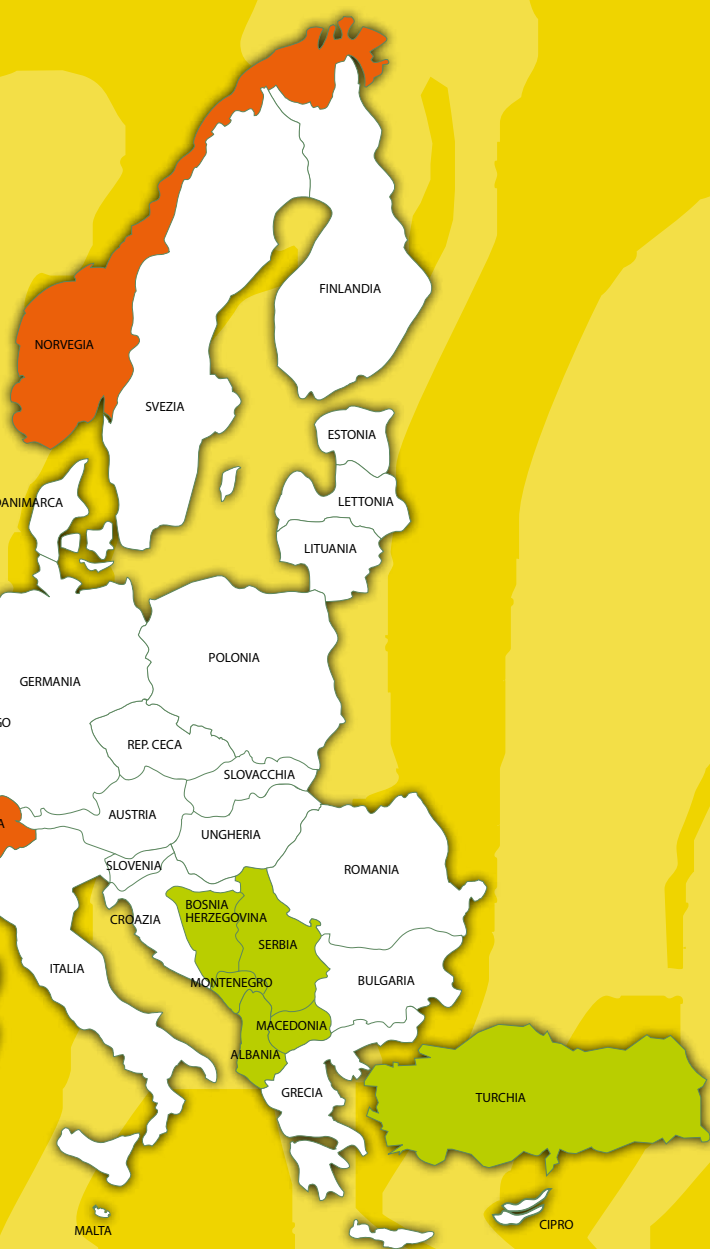 FINLANDIA
NORVEGIA
SVEZIA
ESTONIA
DANIMARCA
LETTONIA
LITUANIA
POLONIA
GERMANIA
GO
REP. CECA
SLOVACCHIA
AUSTRIA
A
UNGHERIA
SLOVENIA
ROMANIA
BOSNIA
HERZEGOVINA
CROAZIA
SERBIA
ITALIA
BULGARIA
MONTENEGRO
MACEDONIA
ALBANIA
GRECIA
TURCHIA
CIPRO
MALTA